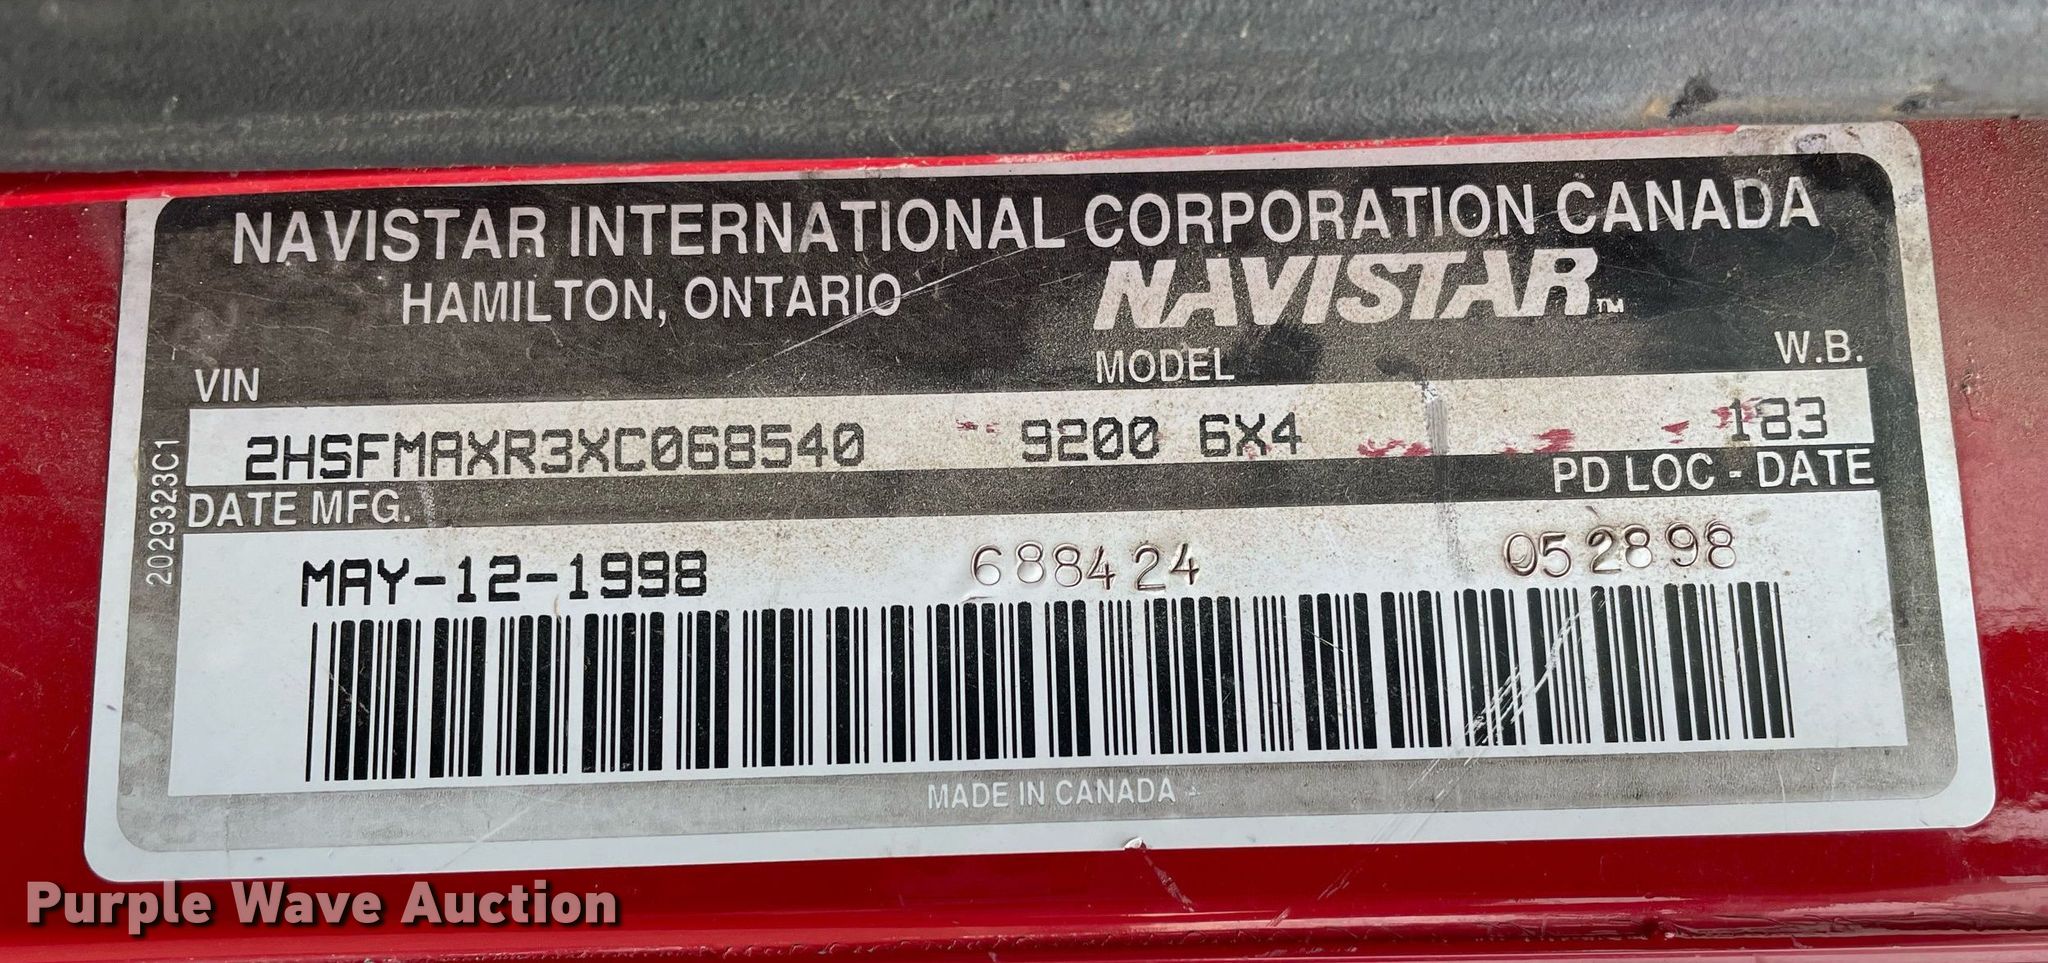 NAVISTAR INTERNATIONAL CORPORATION CANADA
HAMILTON, ONTARIO
NAVISTAR™
VIN MODEL W.B.
2HSFMAXR3XC068540 9200 6X4 183
DATE MFG. PD LOC - DATE
MAY-12-1998 688424 052898
2029323C1
MADE IN CANADA
Purple Wave Auction